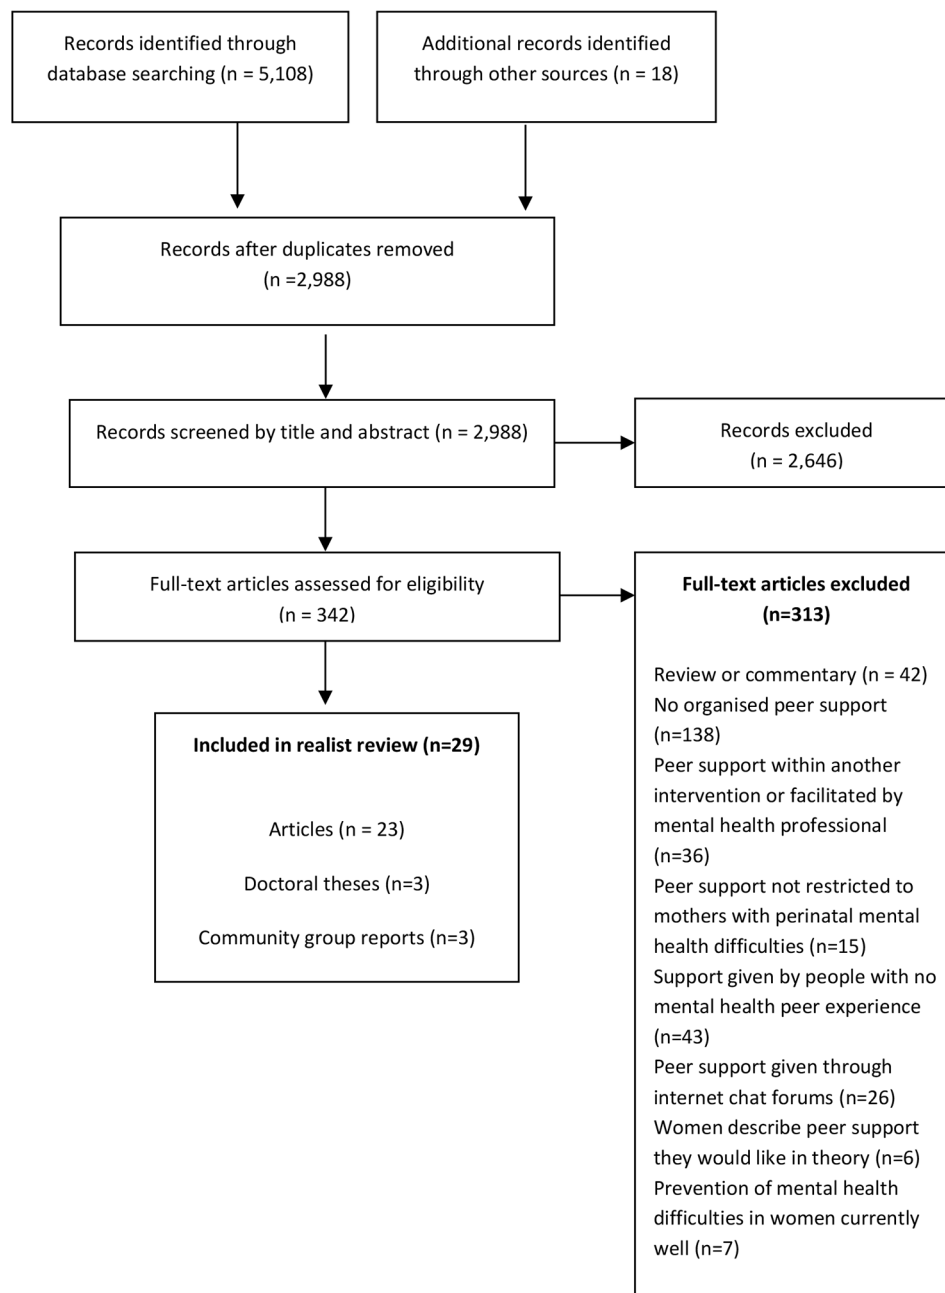 Records identified through
database searching (n = 5,108)
Additional records identified
through other sources (n = 18)
Records after duplicates removed
(n =2,988)
Records screened by title and abstract (n = 2,988)
Records excluded
(n = 2,646)
Full-text articles assessed for eligibility
(n = 342)
Full-text articles excluded
(n=313)
Review or commentary (n = 42)
No organised peer support
(n=138)
Peer support within another
intervention or facilitated by
mental health professional
(n=36)
Peer support not restricted to
mothers with perinatal mental
health difficulties (n=15)
Support given by people with no
mental health peer experience
(n=43)
Peer support given through
internet chat forums (n=26)
Women describe peer support
they would like in theory (n=6)
Prevention of mental health
difficulties in women currently
well (n=7)
Included in realist review (n=29)
Articles (n = 23)
Doctoral theses (n=3)
Community group reports (n=3)